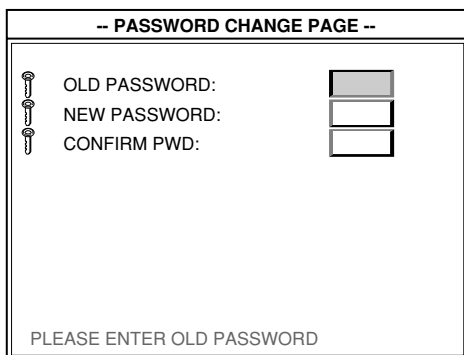 -- PASSWORD CHANGE PAGE --
OLD PASSWORD:
NEW PASSWORD:
CONFIRM PWD:
PLEASE ENTER OLD PASSWORD